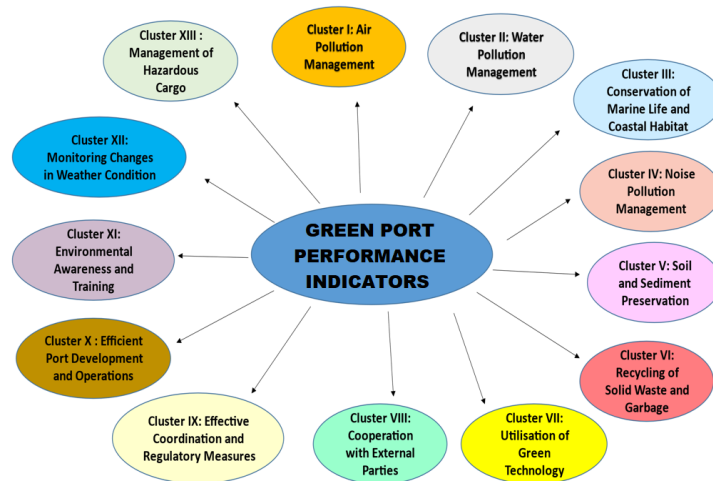 GREEN PORT
PERFORMANCE
INDICATORS
Cluster I: Air
Pollution
Management
Cluster II: Water
Pollution
Management
Cluster III:
Conservation of
Marine Life and
Coastal Habitat
Cluster IV: Noise
Pollution
Management
Cluster V: Soil
and Sediment
Preservation
Cluster VI:
Recycling of
Solid Waste and
Garbage
Cluster VII:
Utilisation of
Green
Technology
Cluster VIII:
Cooperation
with External
Parties
Cluster IX: Effective
Coordination and
Regulatory Measures
Cluster X : Efficient
Port Development
and Operations
Cluster XI:
Environmental
Awareness and
Training
Cluster XII:
Monitoring Changes
in Weather Condition
Cluster XIII :
Management of
Hazardous
Cargo